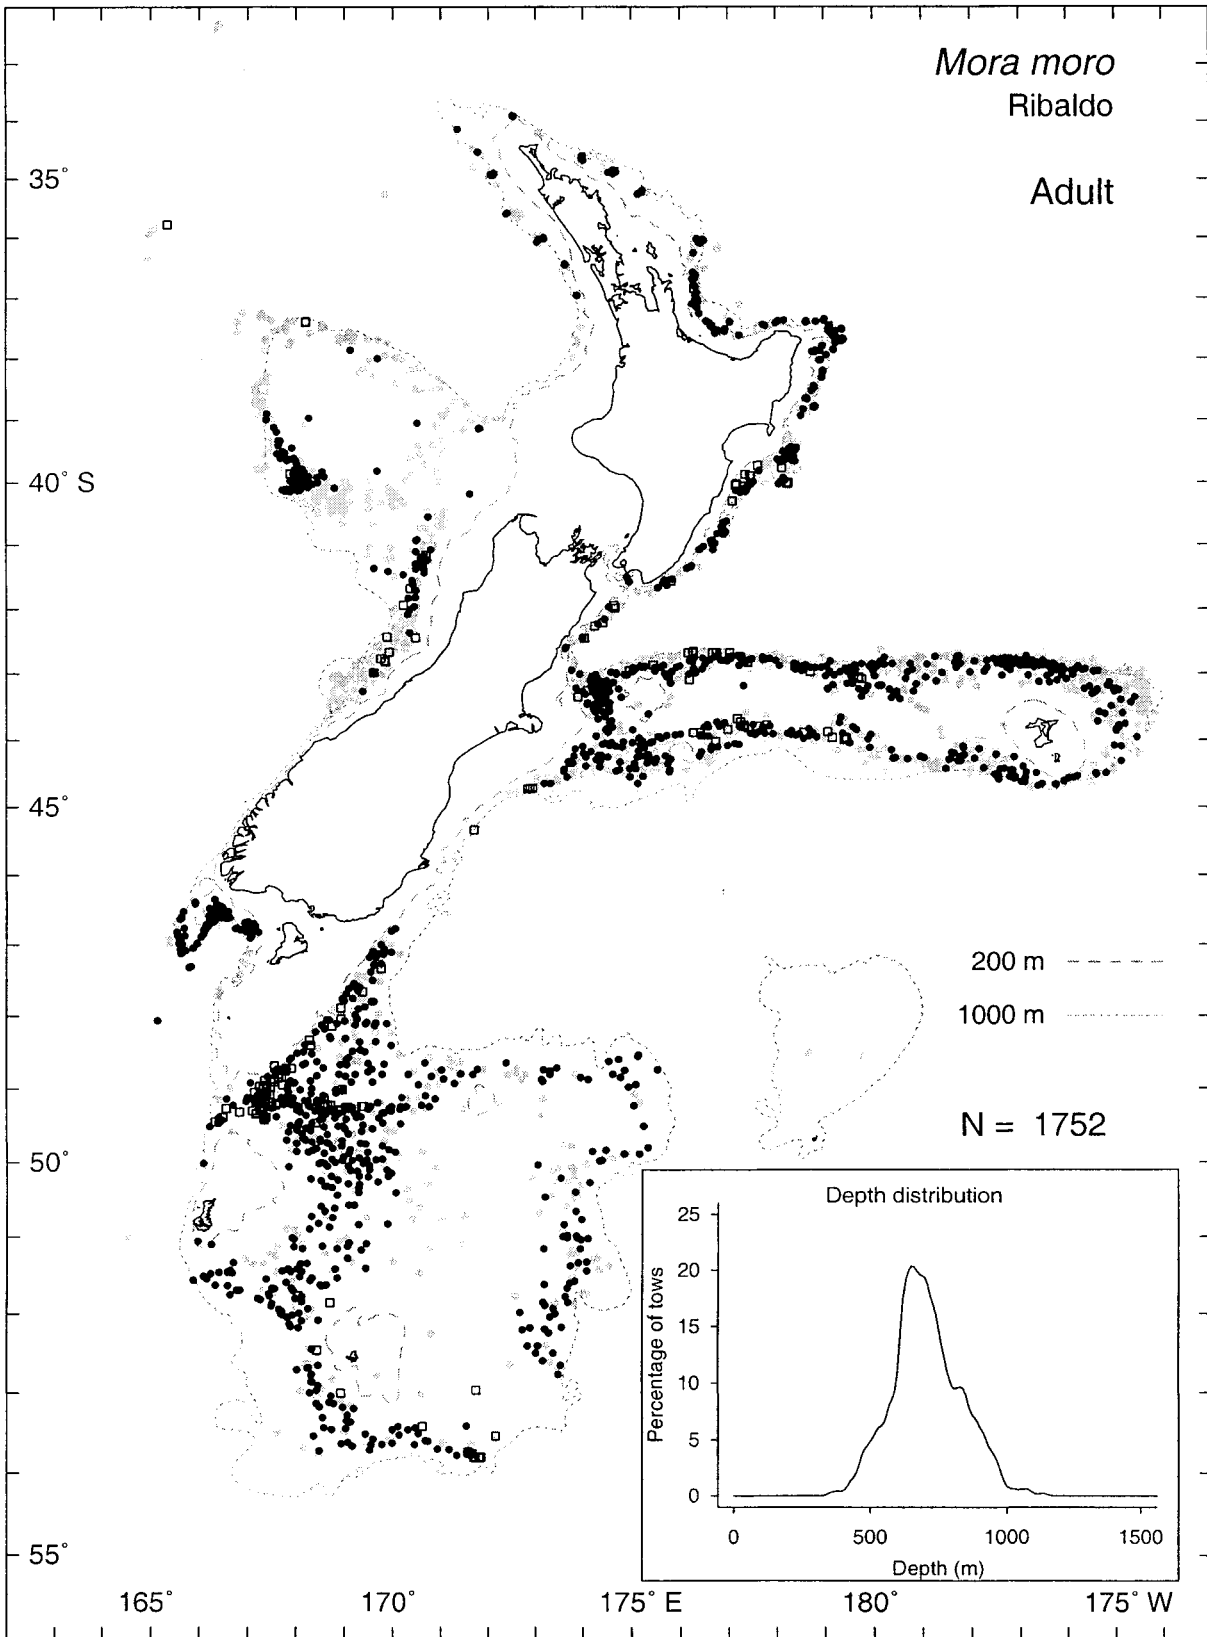 Mora moro
Ribaldo
Adult
35°
40° S
45°
50°
55°
165°
170°
175° E
180°
175° W
200 m
1000 m
N = 1752
Depth distribution
Percentage of tows
25
20
15
10
5
0
0
500
1000
1500
Depth (m)